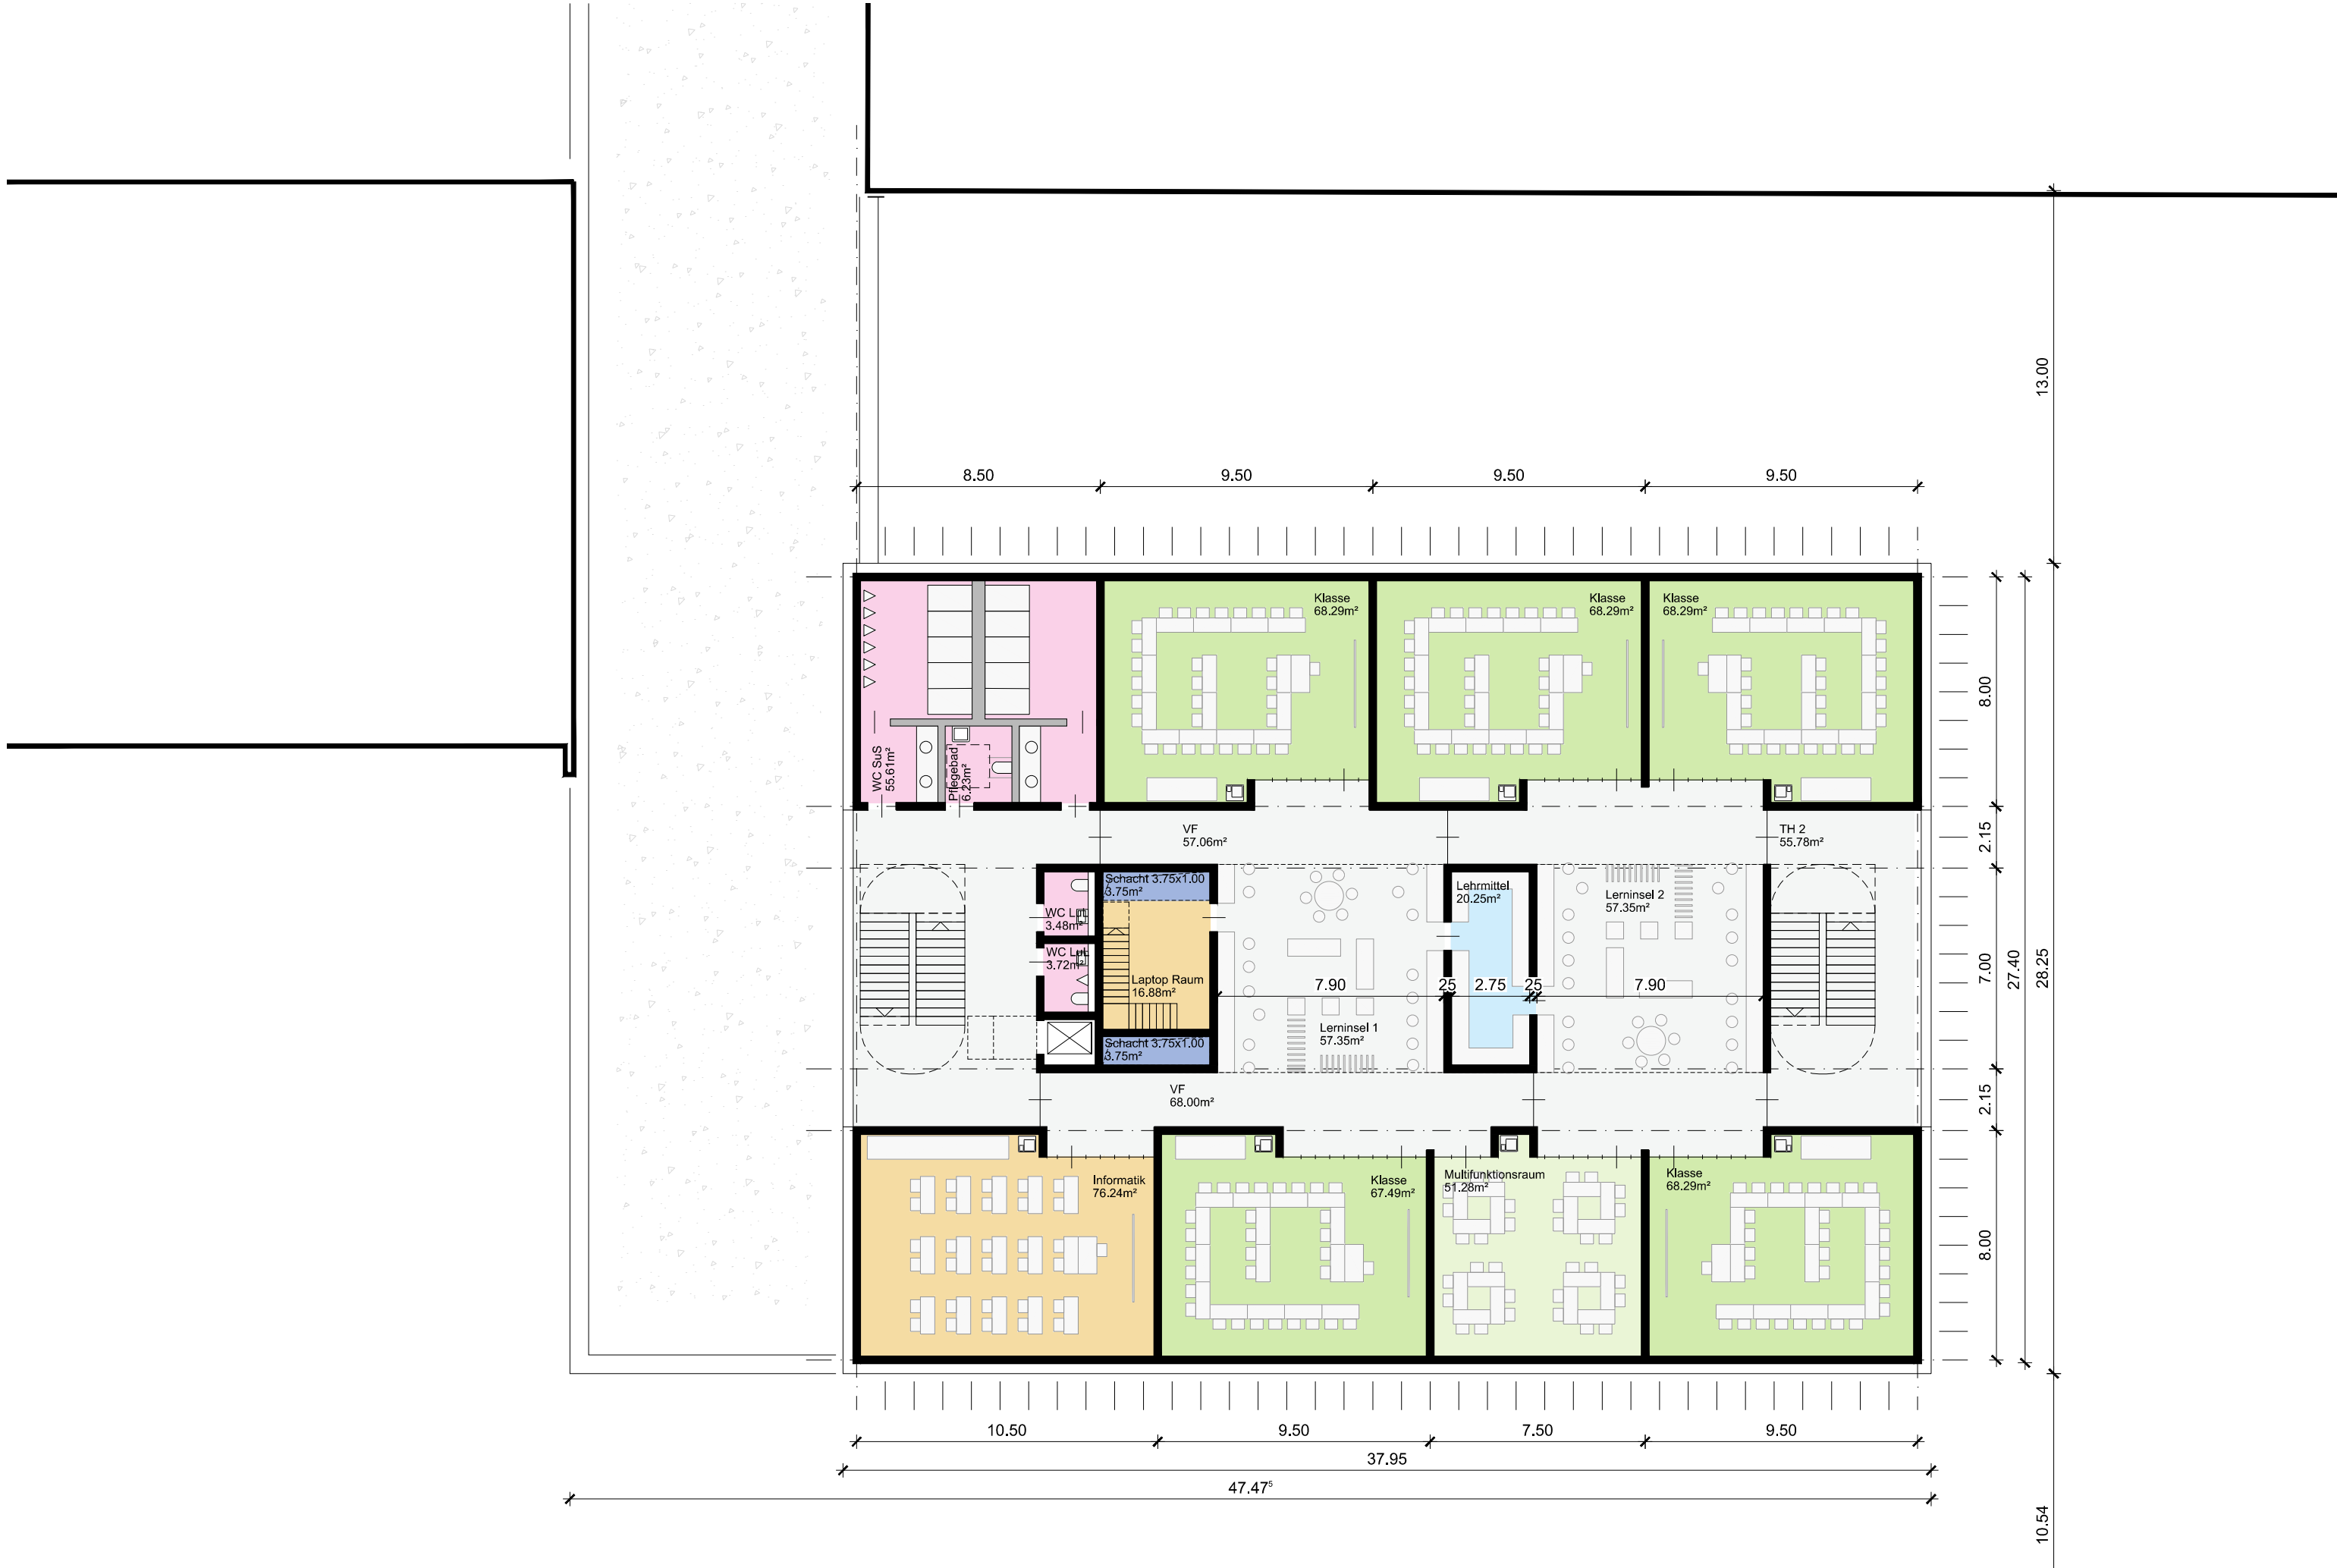 13.00
8.50
9.50
9.50
9.50
Klasse
68.29m²
Klasse
68.29m²
Klasse
68.29m²
8.00
WC SuS
55.61m²
Pflegebad
6.23m²
VF
57.06m²
TH 2
55.78m²
2.15
Schacht 3.75x1.00
3.75m²
Lehrmittel
20.25m²
Lerninsel 2
57.35m²
WC
3.48m²
WC
3.72m²
Laptop Raum
16.88m²
7.90
25
2.75
25
7.90
7.00
27.40
28.25
Lerninsel 1
57.35m²
Schacht 3.75x1.00
3.75m²
VF
68.00m²
2.15
Informatik
76.24m²
Klasse
67.49m²
Multifunktionsraum
51.28m²
Klasse
68.29m²
8.00
10.50
9.50
7.50
9.50
37.95
47.47⁵
10.54